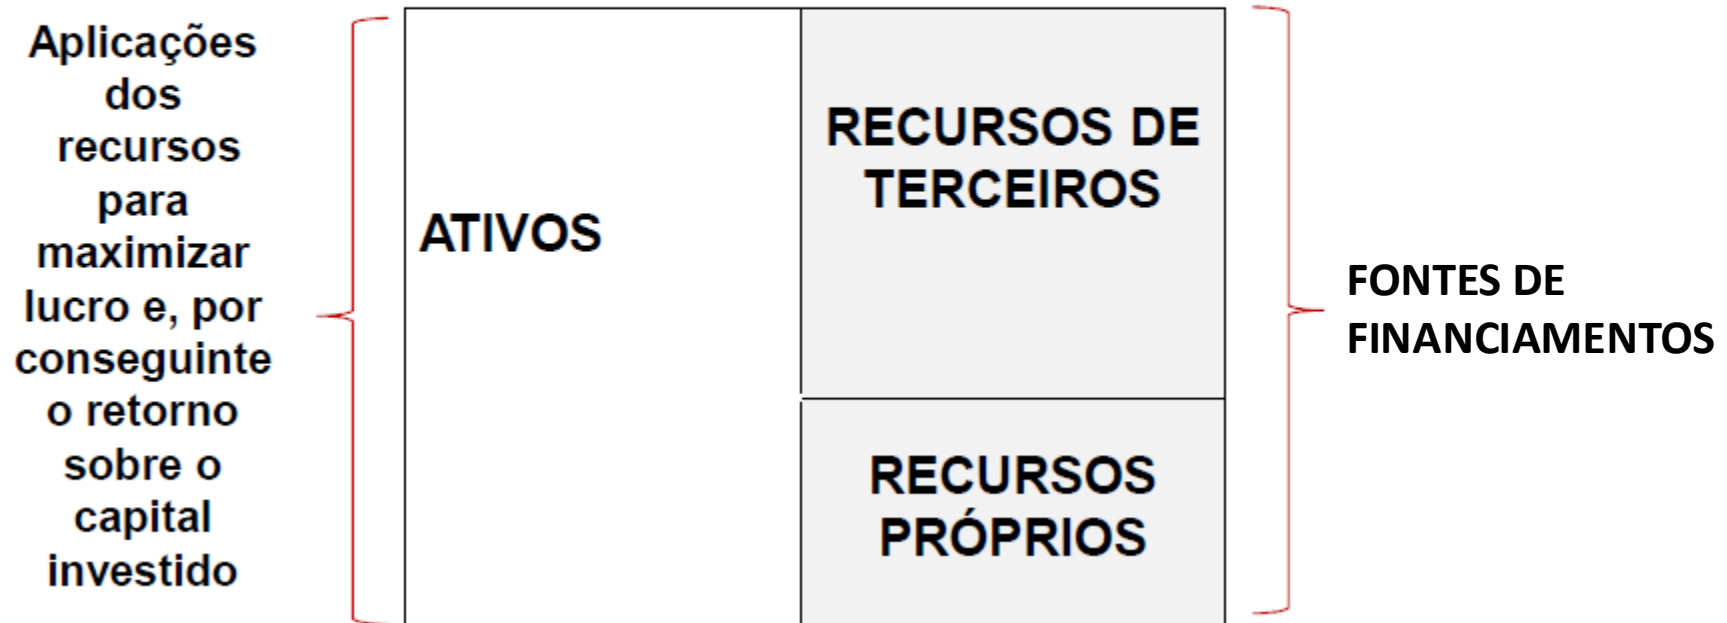 Aplicações
dos
recursos
para
maximizar
lucro e, por
conseguinte
o retorno
sobre o
capital
investido
ATIVOS
RECURSOS DE
TERCEIROS
RECURSOS
PRÓPRIOS
FONTES DE
FINANCIAMENTOS